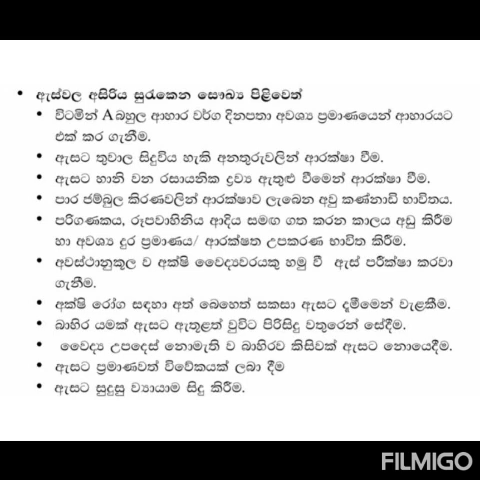 • ඇස්වල අසිරිය සුරැකෙන සෞඛ්‍ය පිළිවෙත්
• විටමින් A බහුල ආහාර වර්ග දිනපතා අවශ්‍ය ප්‍රමාණයෙන් ආහාරයට
එක් කර ගැනීම.
• ඇසට තුවාල සිදුවිය හැකි අනතුරුවලින් ආරක්ෂා වීම.
• ඇසට හානි වන රසායනික ද්‍රව්‍ය ඇතුළු වීමෙන් ආරක්ෂා වීම.
• පාර ජම්බුල කිරණවලින් ආරක්ෂාව ලැබෙන අවු කණ්නාඩි භාවිතය.
• පරිගණකය, රූපවාහිනිය ආදිය සමඟ ගත කරන කාලය අඩු කිරීම
හා අවශ්‍ය දුර ප්‍රමාණය/ ආරක්ෂත උපකරණ භාවිත කිරීම.
• අවස්ථානුකූල ව අක්ෂි වෛද්‍යවරයකු හමු වී ඇස් පරීක්ෂා කරවා
ගැනීම.
• අක්ෂි රෝග සඳහා අත් බෙහෙත් සකසා ඇසට දැමීමෙන් වැළකීම.
• බාහිර යමක් ඇසට ඇතුළත් වුවිට පිරිසිදු වතුරෙන් සේදීම.
• වෛද්‍ය උපදෙස් නොමැති ව බාහිරව කිසිවක් ඇසට නොයෙදීම.
• ඇසට ප්‍රමාණවත් විවේකයක් ලබා දීම
• ඇසට සුදුසු ව්‍යායාම සිදු කිරීම.
FILMIGO